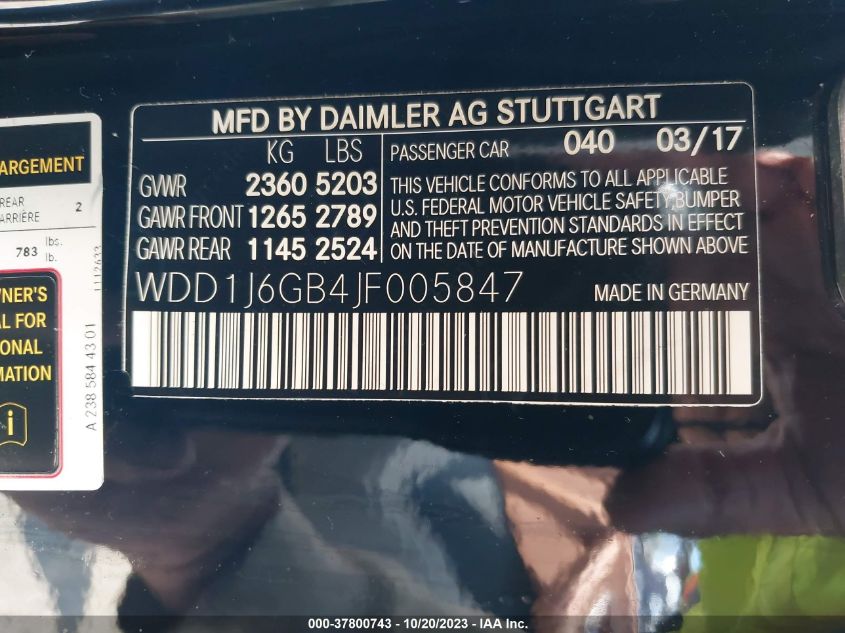 MFD BY DAIMLER AG STUTTGART
KG LBS
GVWR 2360 5203
GAWR FRONT 1265 2789
GAWR REAR 1145 2524
PASSENGER CAR 040 03/17
THIS VEHICLE CONFORMS TO ALL APPLICABLE
U.S. FEDERAL MOTOR VEHICLE SAFETY, BUMPER
AND THEFT PREVENTION STANDARDS IN EFFECT
ON THE DATE OF MANUFACTURE SHOWN ABOVE
WDD1J6GB4JF005847 MADE IN GERMANY
ARGEMENT
REAR
ARRIÈRE 2
783 lbs.
lb.
1112633
WNER'S
AL FOR
ONAL
MATION
i
A 238 584 43 01
000-37800743 - 10/20/2023 - IAA Inc.